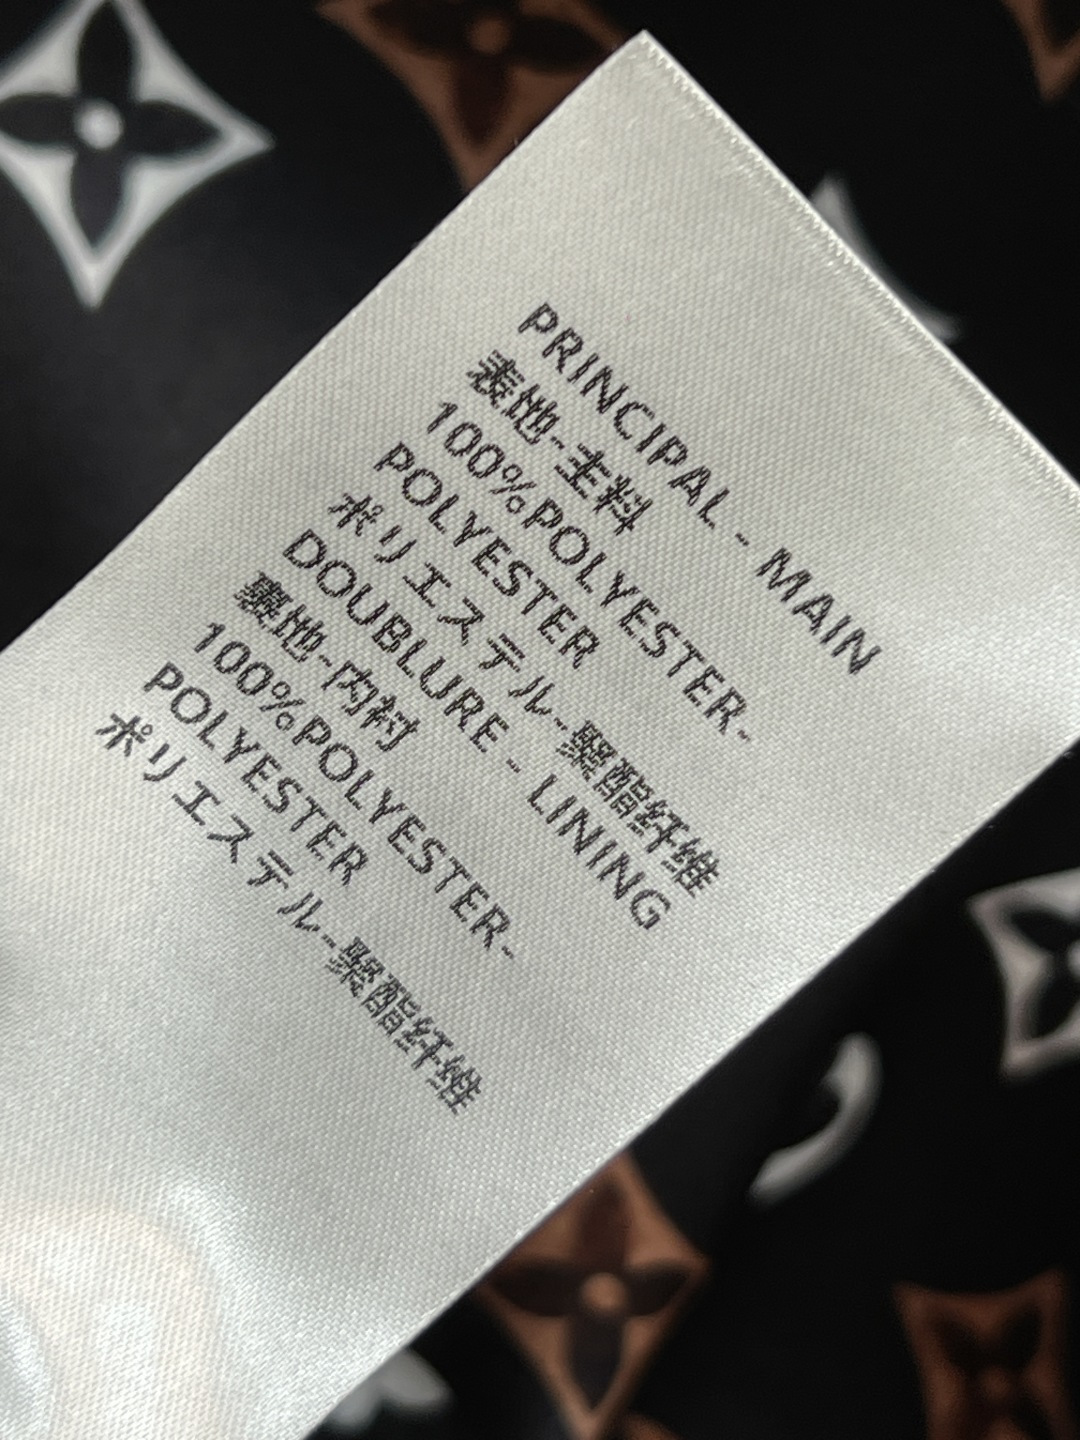 PRINCIPAL - MAIN
表地-主料
100%POLYESTER-
POLYESTER
ポリエステル-聚酯纤维
DOUBLURE - LINING
裏地-内衬
100%POLYESTER-
POLYESTER
ポリエステル-聚酯纤维